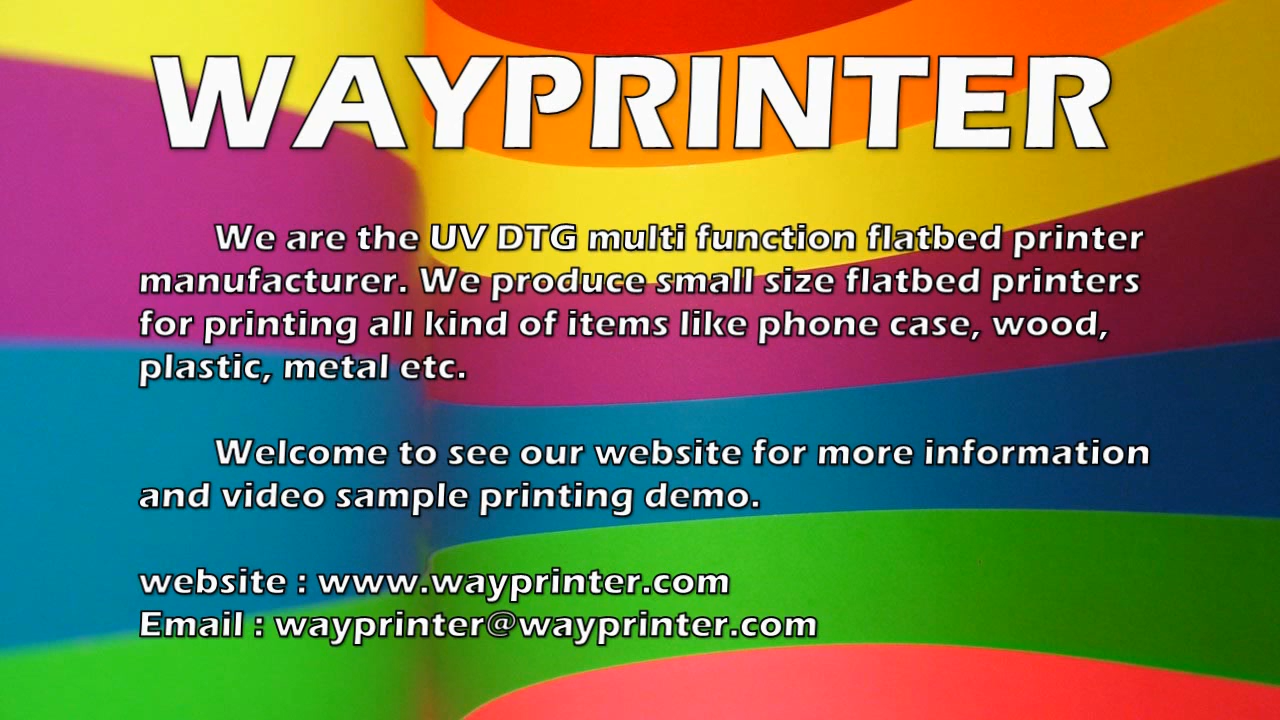 WAYPRINTER
We are the UV DTG multi function flatbed printer
manufacturer. We produce small size flatbed printers
for printing all kind of items like phone case, wood,
plastic, metal etc.
Welcome to see our website for more information
and video sample printing demo.
website : www.wayprinter.com
Email : wayprinter@wayprinter.com